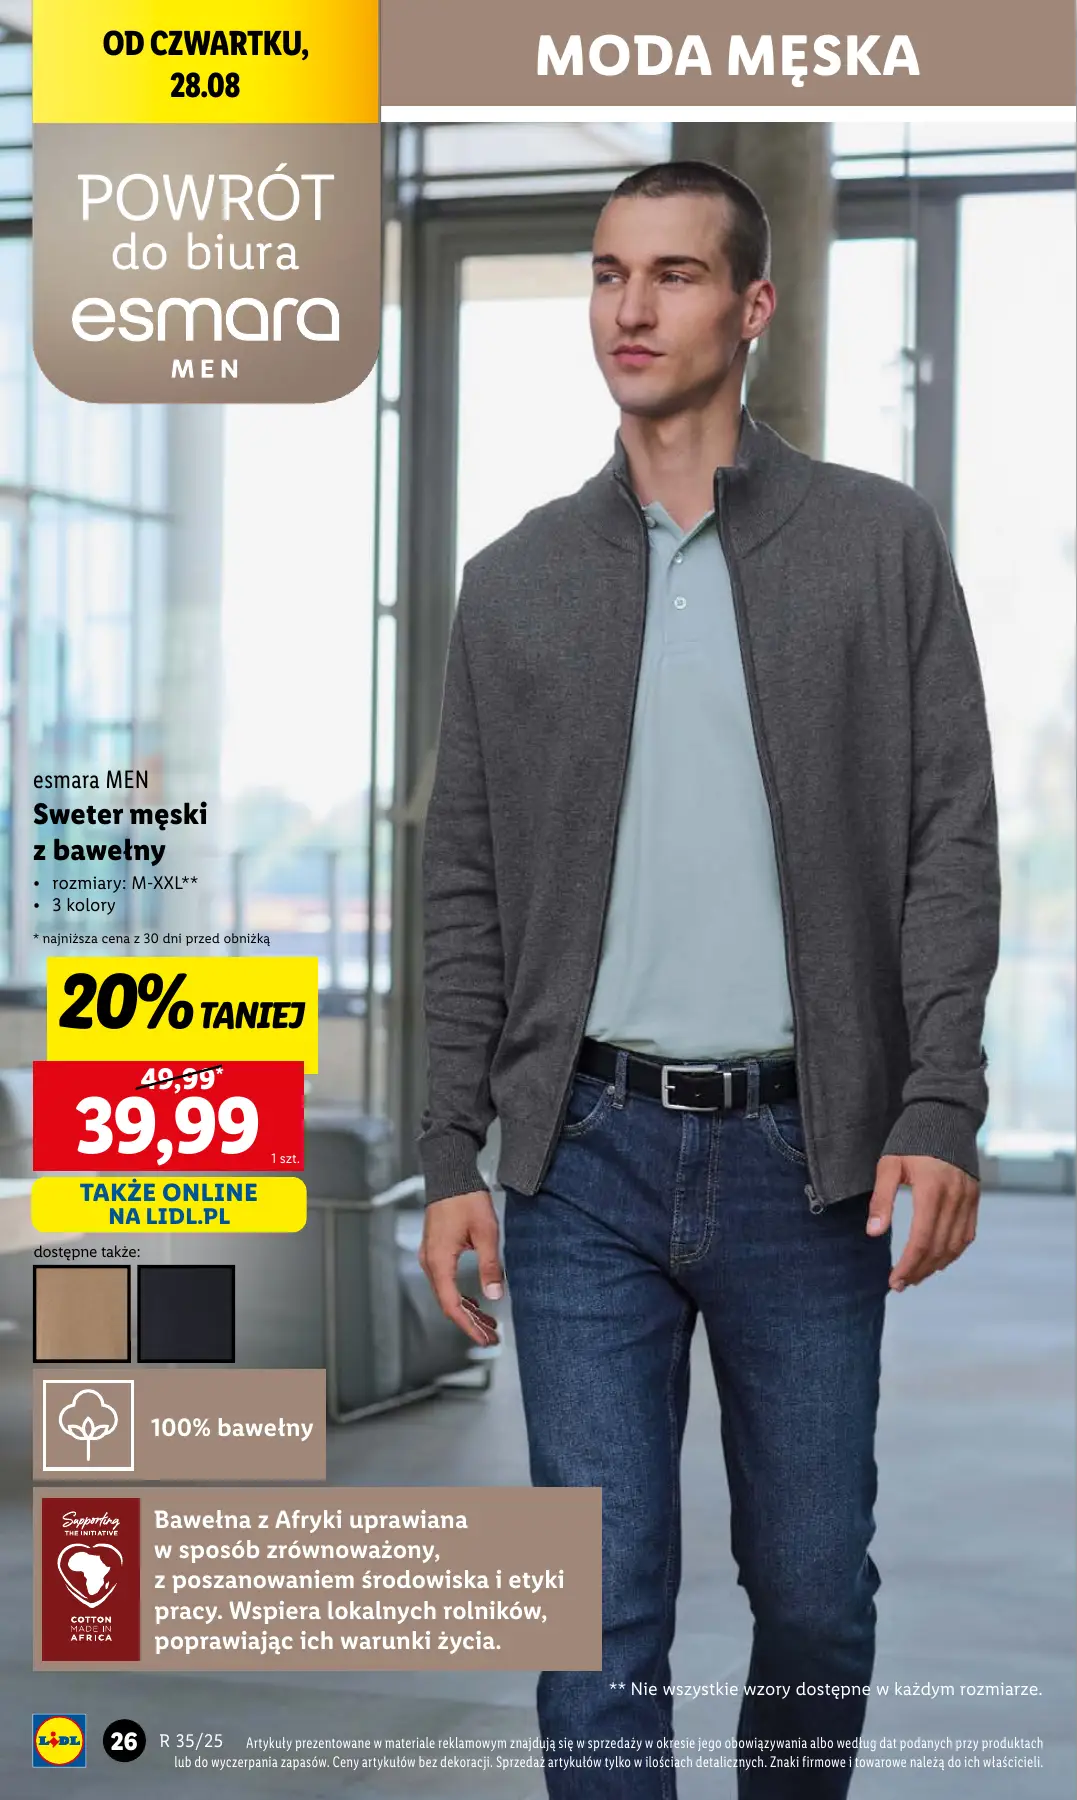 OD CZWARTKU,
28.08
MODA MĘSKA
POWRÓT
do biura
esmara
MEN
esmara MEN
Sweter męski
z bawełny
• rozmiary: M-XXL**
• 3 kolory
* najniższa cena z 30 dni przed obniżką
20% TANIEJ
49,99*
39,99
1 szt.
TAKŻE ONLINE
NA LIDL.PL
dostępne także:
100% bawełny
Supporting
THE INITIATIVE
COTTON
MADE IN
AFRICA
Bawełna z Afryki uprawiana
w sposób zrównoważony,
z poszanowaniem środowiska i etyki
pracy. Wspiera lokalnych rolników,
poprawiając ich warunki życia.
** Nie wszystkie wzory dostępne w każdym rozmiarze.
LIDL
26
R 35/25
Artykuły prezentowane w materiale reklamowym znajdują się w sprzedaży w okresie jego obowiązywania albo według dat podanych przy produktach
lub do wyczerpania zapasów. Ceny artykułów bez dekoracji. Sprzedaż artykułów tylko w ilościach detalicznych. Znaki firmowe i towarowe należą do ich właścicieli.